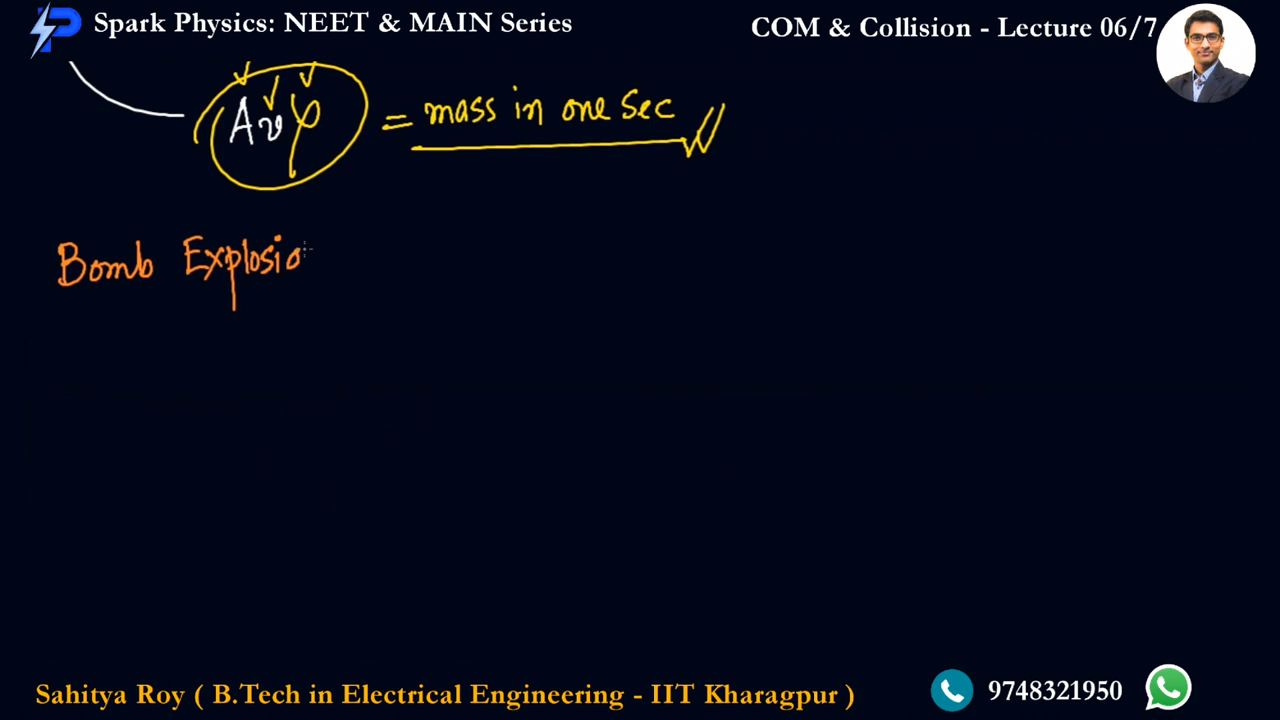 Spark Physics: NEET & MAIN Series
COM & Collision - Lecture 06/7
Avρ = mass in one sec
Bomb Explosio
Sahitya Roy ( B.Tech in Electrical Engineering - IIT Kharagpur )
9748321950